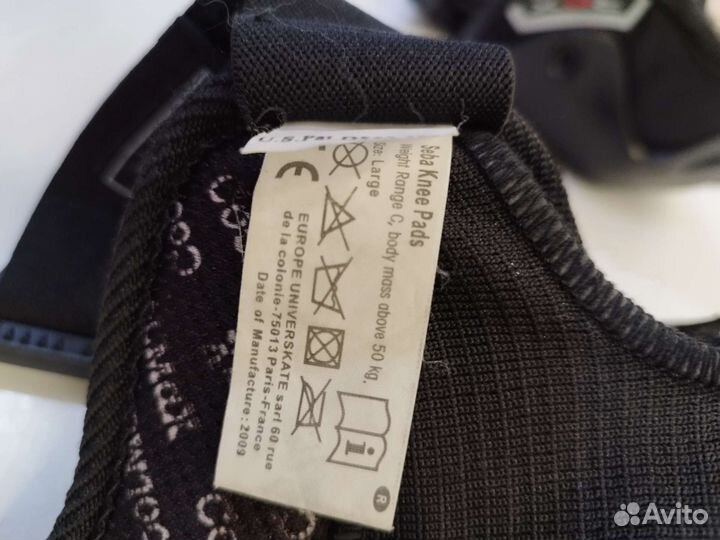 Seba Knee Pads
Weight Range C, body mass above 50 kg.
Size: Large
CE
i
EUROPE UNIVERSKATE sarl 60 rue
de la colonie-75013 Paris-France
Date of Manufacture: 2009
®
U.S.Pat
Avito